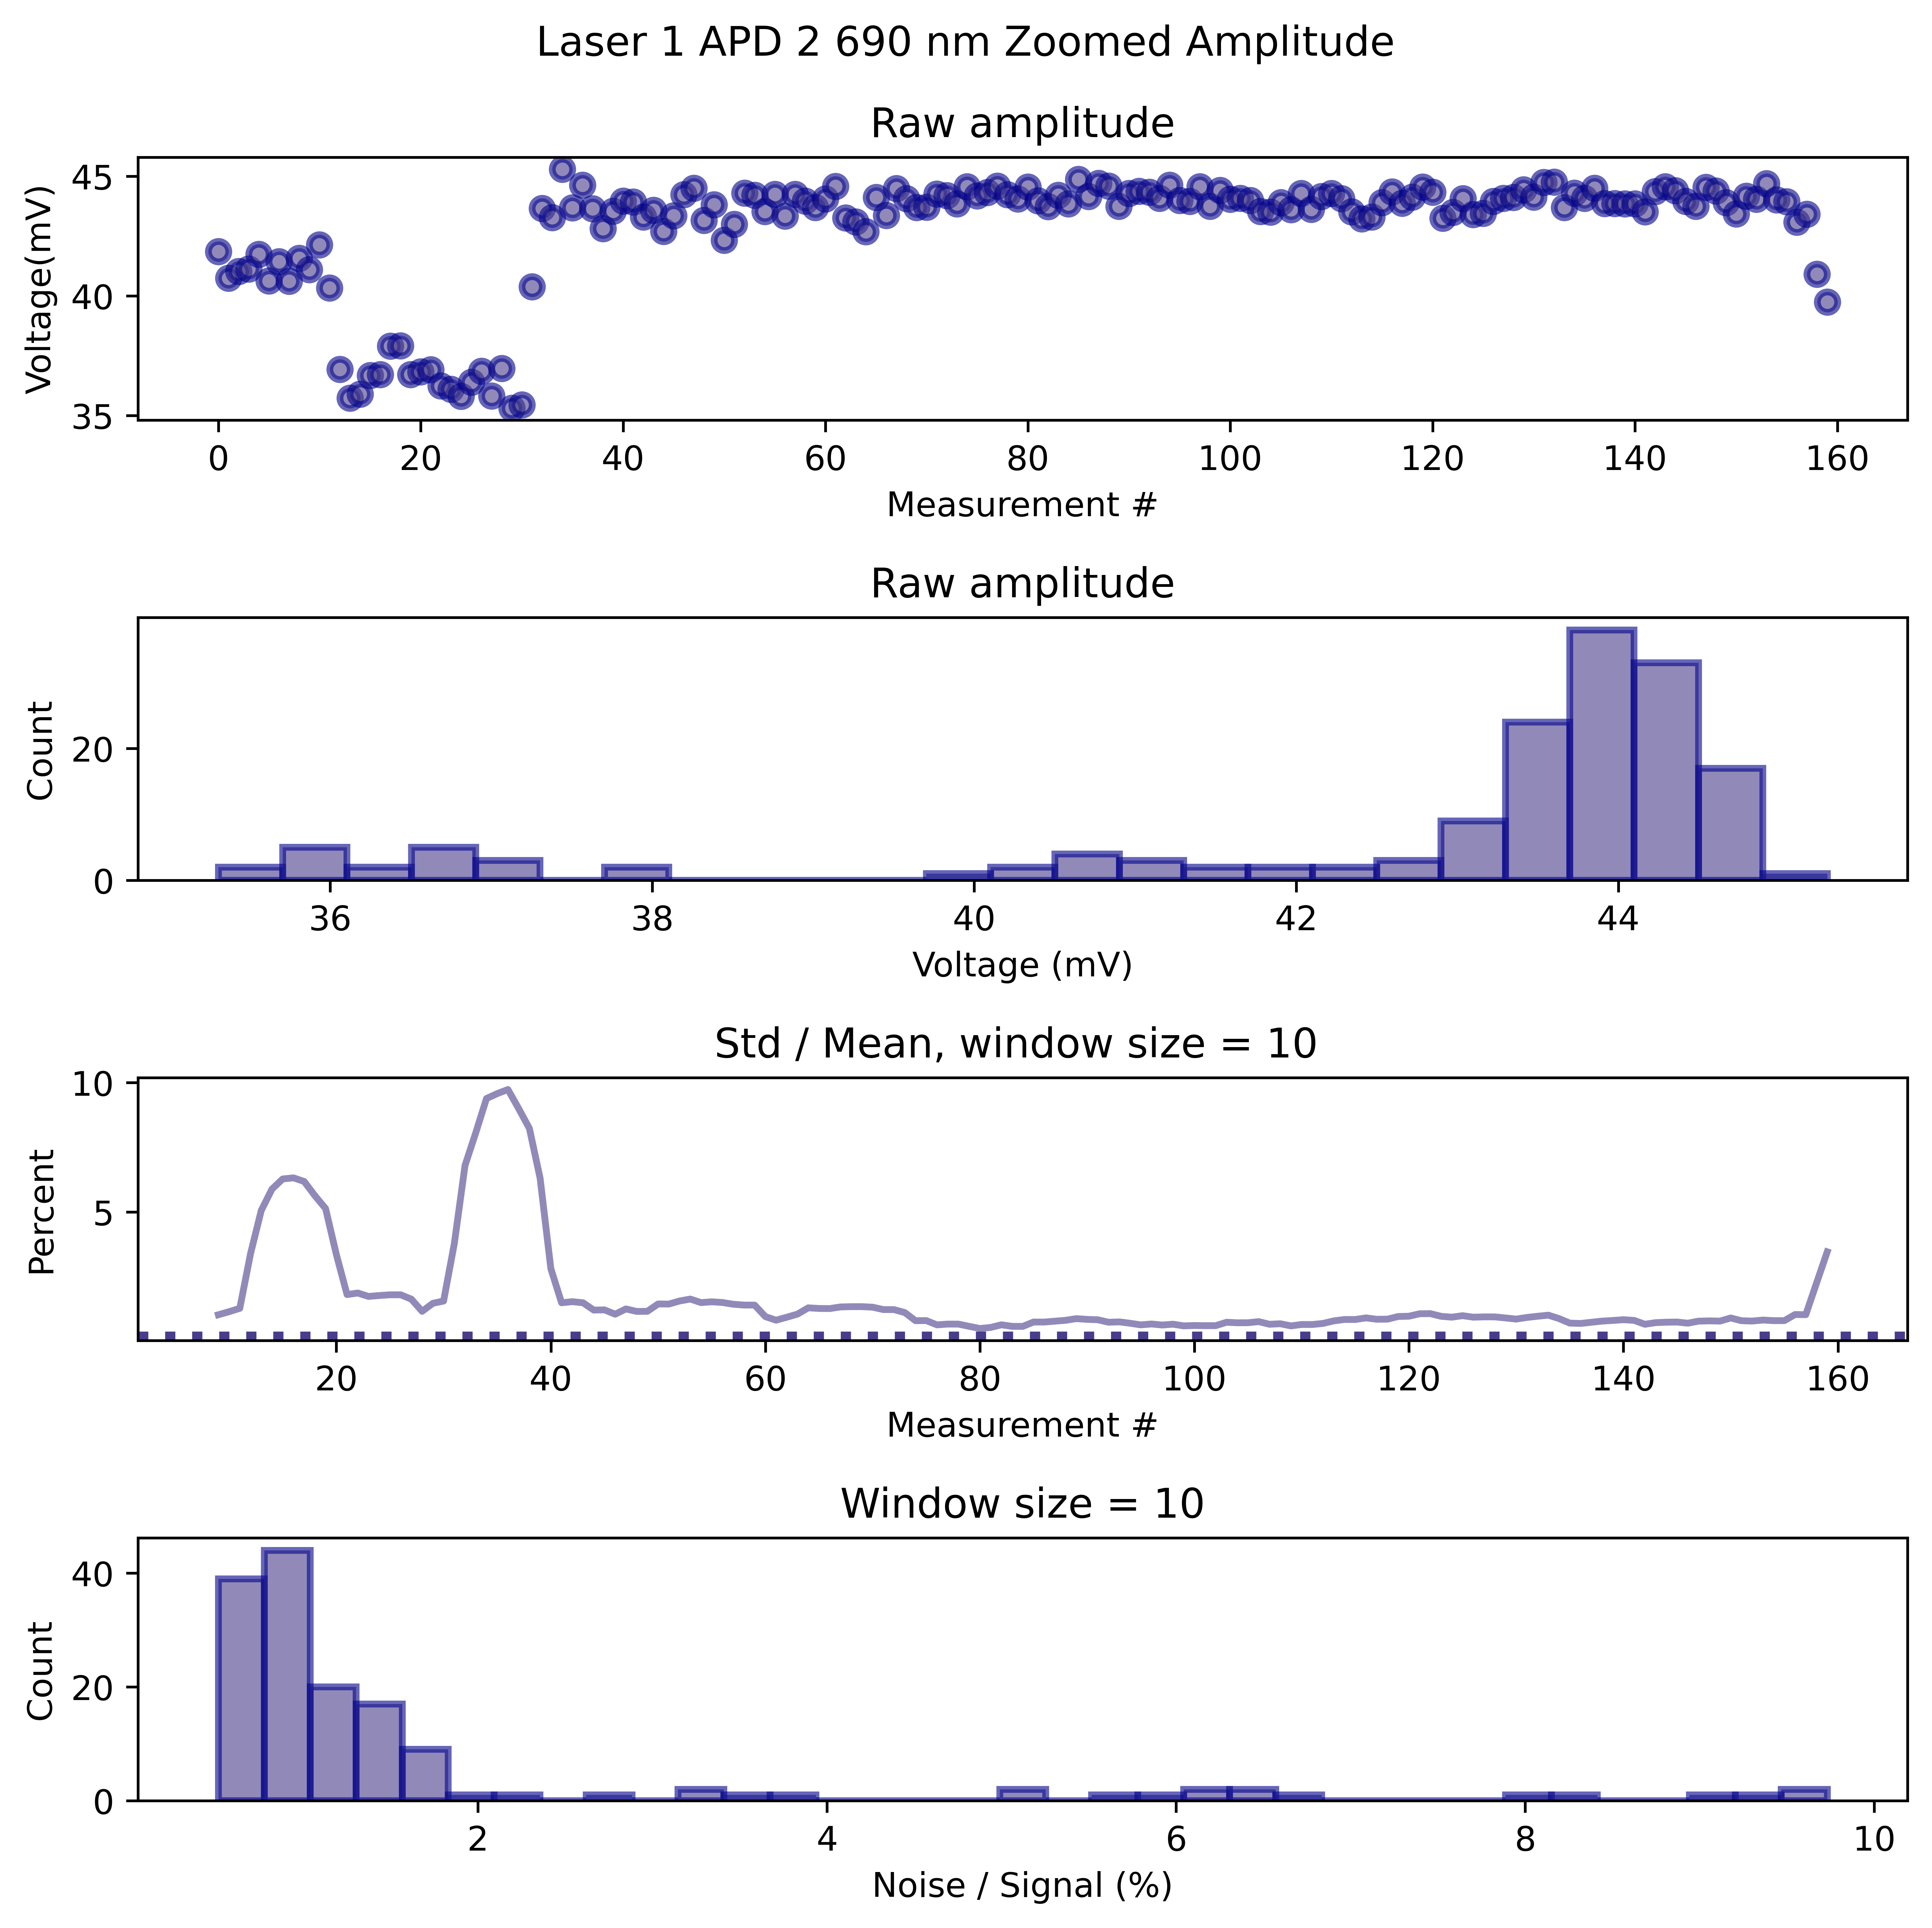 Laser 1 APD 2 690 nm Zoomed Amplitude
Raw amplitude
Voltage(mV)
45
40
35
0 20 40 60 80 100 120 140 160
Measurement #
Raw amplitude
Count
20
0
36 38 40 42 44
Voltage (mV)
Std / Mean, window size = 10
Percent
10
5
20 40 60 80 100 120 140 160
Measurement #
Window size = 10
Count
40
20
0
2 4 6 8 10
Noise / Signal (%)